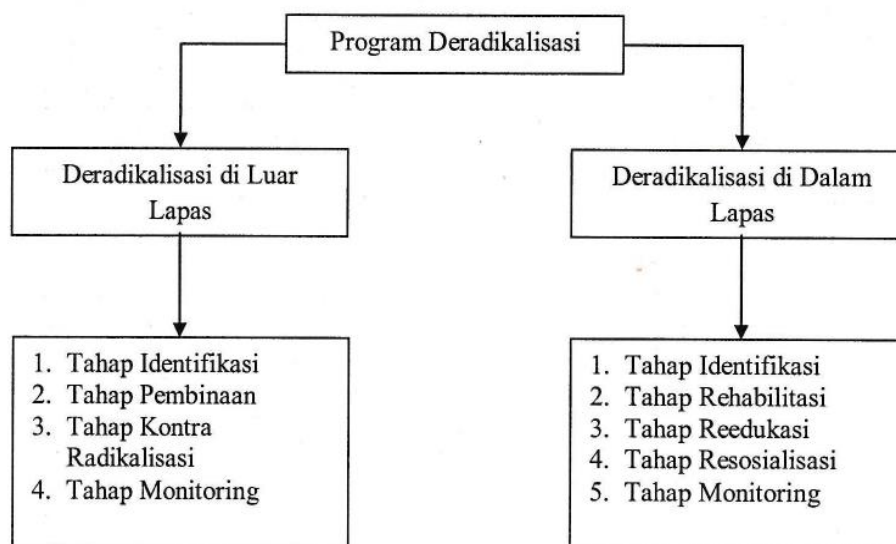 Program Deradikalisasi
Deradikalisasi di Luar
Lapas
Deradikalisasi di Dalam
Lapas
1. Tahap Identifikasi
2. Tahap Pembinaan
3. Tahap Kontra
Radikalisasi
4. Tahap Monitoring
1. Tahap Identifikasi
2. Tahap Rehabilitasi
3. Tahap Reedukasi
4. Tahap Resosialisasi
5. Tahap Monitoring